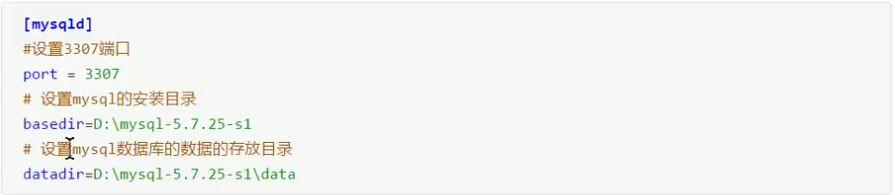 [mysqld]
#设置3307端口
port = 3307
# 设置mysql的安装目录
basedir=D:\mysql-5.7.25-s1
# 设置mysql数据库的数据的存放目录
datadir=D:\mysql-5.7.25-s1\data